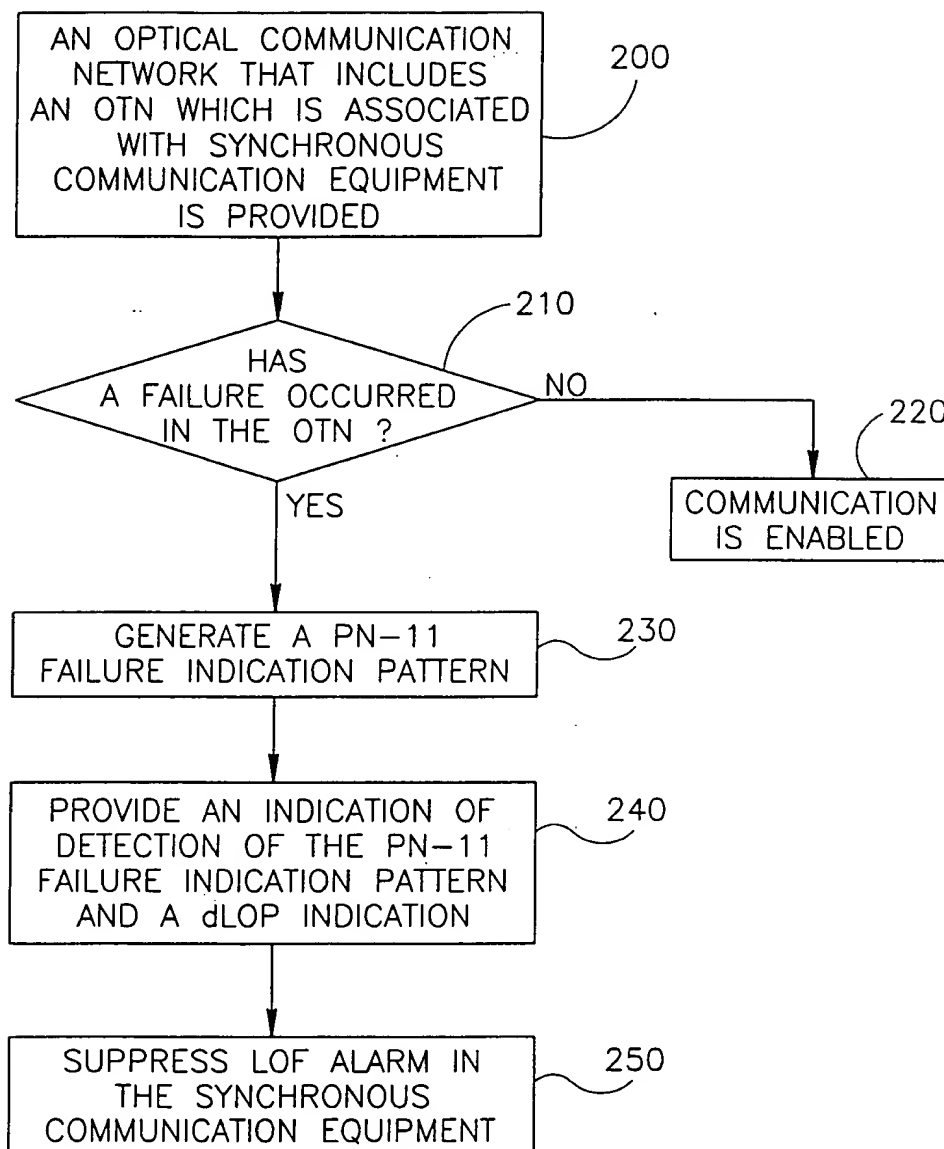 AN OPTICAL COMMUNICATION
NETWORK THAT INCLUDES
AN OTN WHICH IS ASSOCIATED
WITH SYNCHRONOUS
COMMUNICATION EQUIPMENT
IS PROVIDED
200
210
HAS
A FAILURE OCCURRED
IN THE OTN ?
NO
220
COMMUNICATION
IS ENABLED
YES
GENERATE A PN-11
FAILURE INDICATION PATTERN
230
PROVIDE AN INDICATION OF
DETECTION OF THE PN-11
FAILURE INDICATION PATTERN
AND A dLOP INDICATION
240
SUPPRESS LOF ALARM IN
THE SYNCHRONOUS
COMMUNICATION EQUIPMENT
250